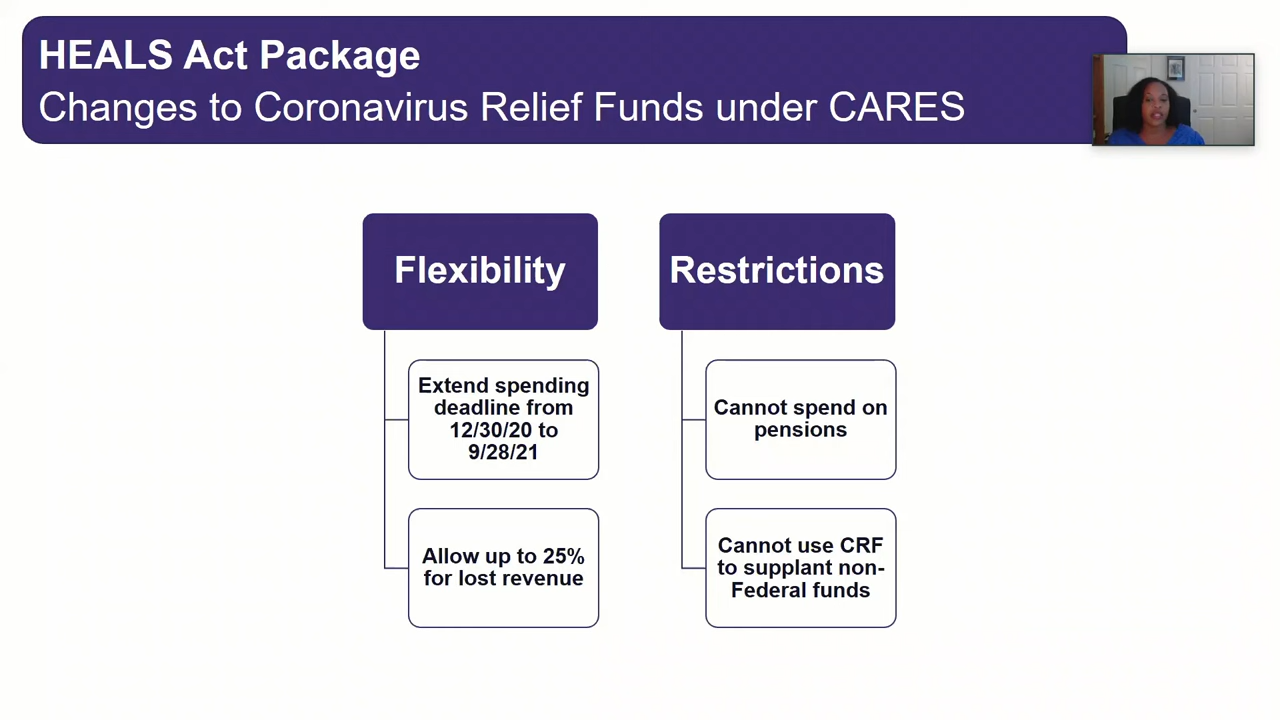 HEALS Act Package
Changes to Coronavirus Relief Funds under CARES
Flexibility
Extend spending
deadline from
12/30/20 to
9/28/21
Allow up to 25%
for lost revenue
Restrictions
Cannot spend on
pensions
Cannot use CRF
to supplant non-
Federal funds